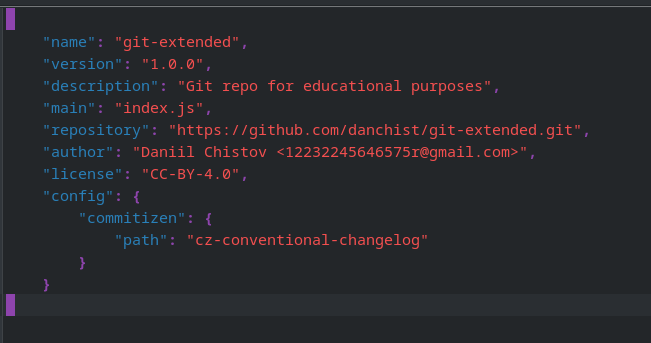 "name": "git-extended",
"version": "1.0.0",
"description": "Git repo for educational purposes",
"main": "index.js",
"repository": "https://github.com/danchist/git-extended.git",
"author": "Daniil Chistov <12232245646575r@gmail.com>",
"license": "CC-BY-4.0",
"config": {
"commitizen": {
"path": "cz-conventional-changelog"
}
}